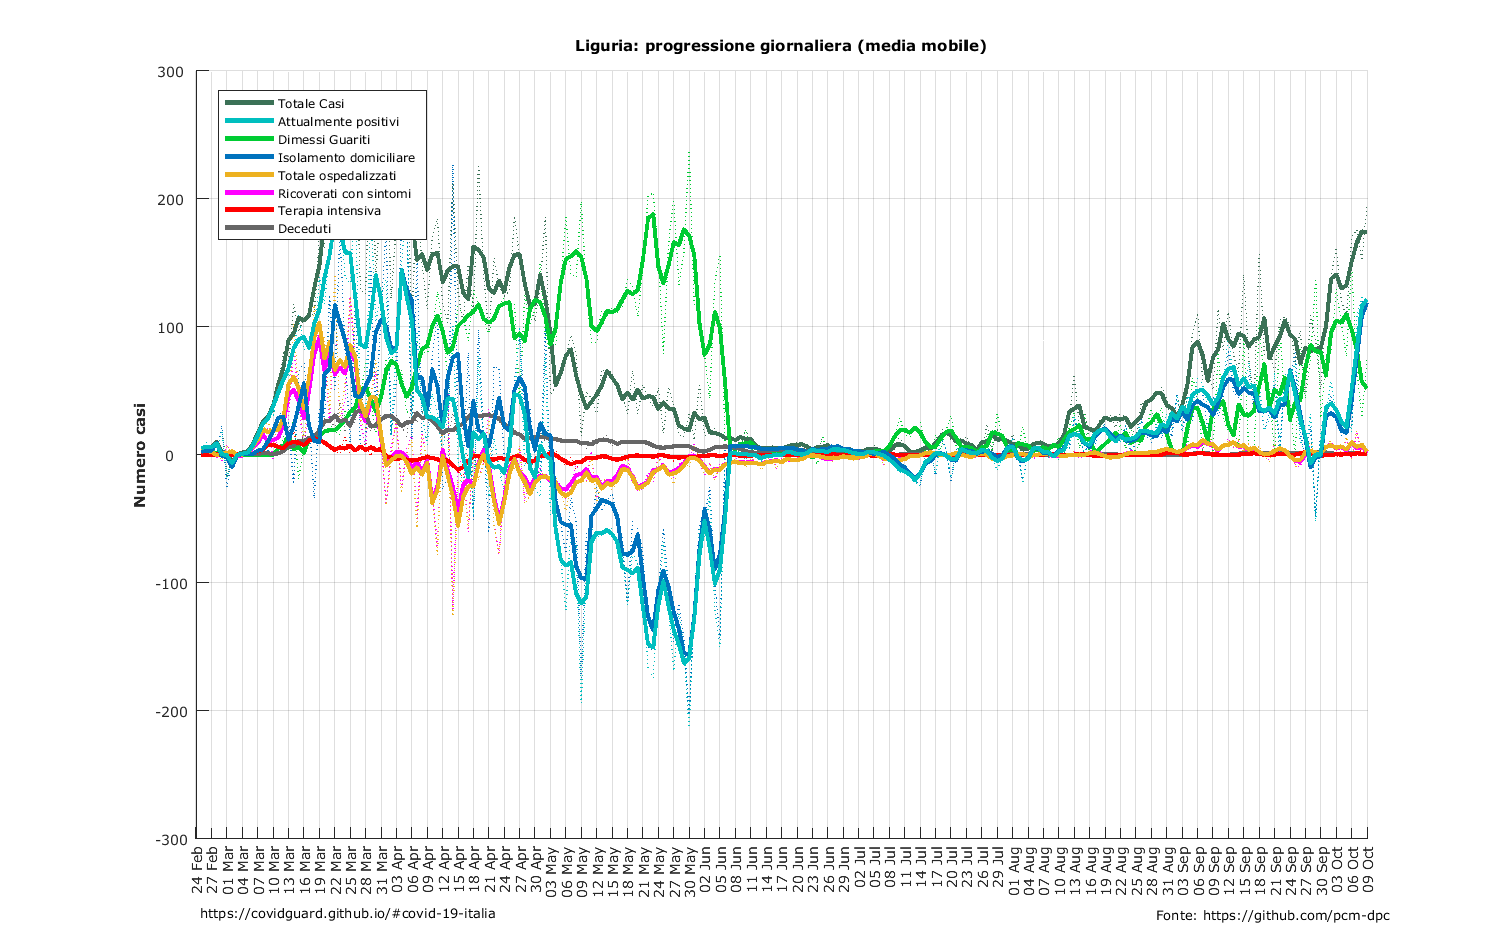 Liguria: progressione giornaliera (media mobile)
300
200
100
0
-100
-200
-300
Numero casi
Totale Casi
Attualmente positivi
Dimessi Guariti
Isolamento domiciliare
Totale ospedalizzati
Ricoverati con sintomi
Terapia intensiva
Deceduti
24 Feb
27 Feb
01 Mar
04 Mar
07 Mar
10 Mar
13 Mar
16 Mar
19 Mar
22 Mar
25 Mar
28 Mar
31 Mar
03 Apr
06 Apr
09 Apr
12 Apr
15 Apr
18 Apr
21 Apr
24 Apr
27 Apr
30 Apr
03 May
06 May
09 May
12 May
15 May
18 May
21 May
24 May
27 May
30 May
02 Jun
05 Jun
08 Jun
11 Jun
14 Jun
17 Jun
20 Jun
23 Jun
26 Jun
29 Jun
02 Jul
05 Jul
08 Jul
11 Jul
14 Jul
17 Jul
20 Jul
23 Jul
26 Jul
29 Jul
01 Aug
04 Aug
07 Aug
10 Aug
13 Aug
16 Aug
19 Aug
22 Aug
25 Aug
28 Aug
31 Aug
03 Sep
06 Sep
09 Sep
12 Sep
15 Sep
18 Sep
21 Sep
24 Sep
27 Sep
30 Sep
03 Oct
06 Oct
09 Oct
https://covidguard.github.io/#covid-19-italia
Fonte: https://github.com/pcm-dpc